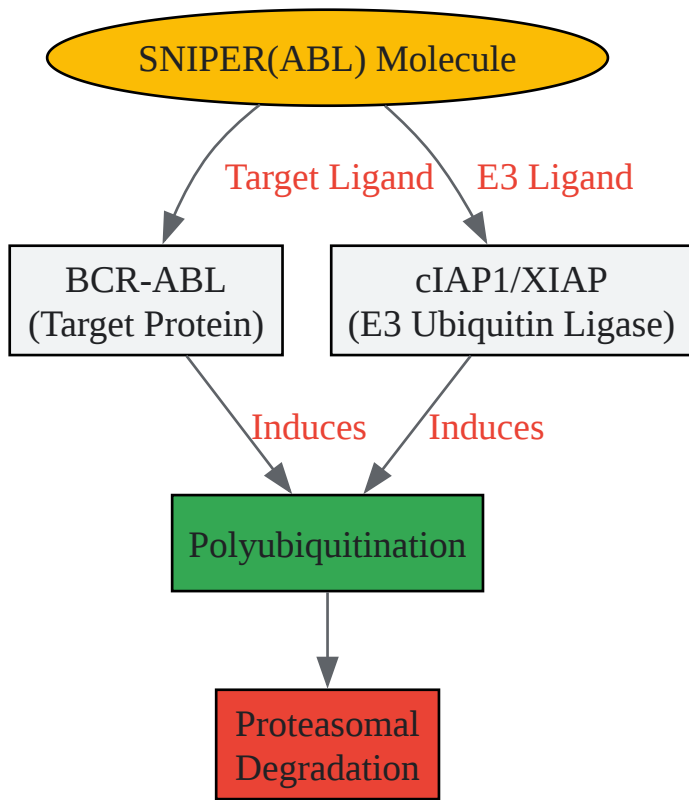 SNIPER(ABL) Molecule
Target Ligand
E3 Ligand
BCR-ABL
(Target Protein)
cIAP1/XIAP
(E3 Ubiquitin Ligase)
Induces
Induces
Polyubiquitination
Proteasomal
Degradation